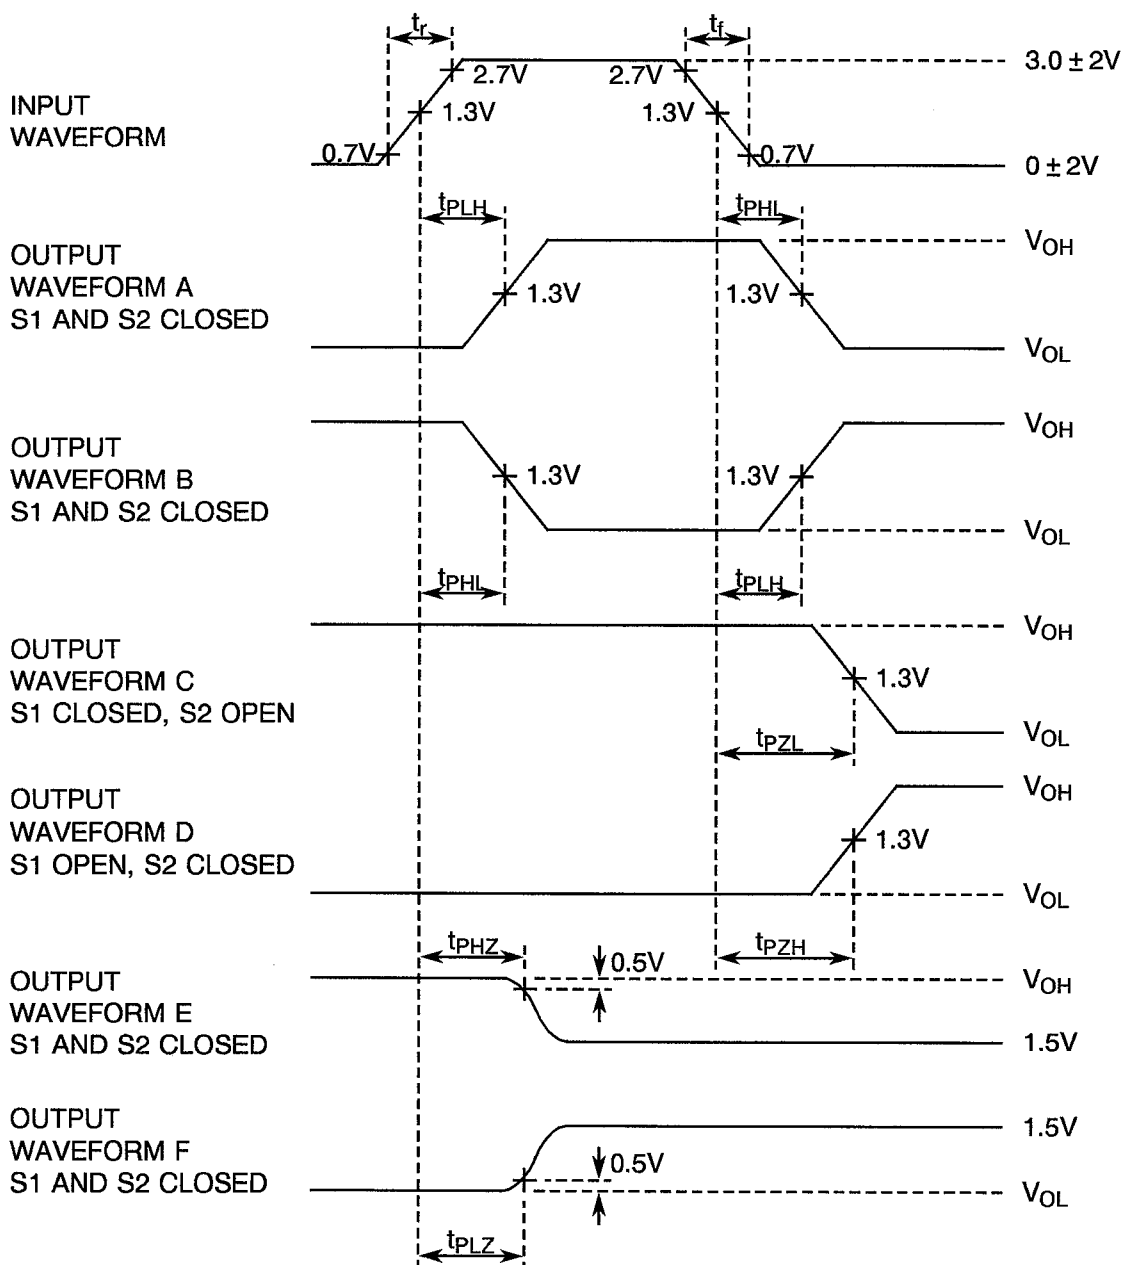 tr
tf
2.7V
2.7V
3.0 ± 2V
INPUT
WAVEFORM
1.3V
1.3V
0.7V
0.7V
0 ± 2V
tPLH
tPHL
OUTPUT
WAVEFORM A
S1 AND S2 CLOSED
VOH
1.3V
1.3V
VOL
OUTPUT
WAVEFORM B
S1 AND S2 CLOSED
VOH
1.3V
1.3V
VOL
tPHL
tPLH
OUTPUT
WAVEFORM C
S1 CLOSED, S2 OPEN
VOH
1.3V
VOL
tPZL
OUTPUT
WAVEFORM D
S1 OPEN, S2 CLOSED
VOH
1.3V
VOL
tPHZ
tPZH
OUTPUT
WAVEFORM E
S1 AND S2 CLOSED
0.5V
VOH
1.5V
OUTPUT
WAVEFORM F
S1 AND S2 CLOSED
1.5V
0.5V
VOL
tPLZ